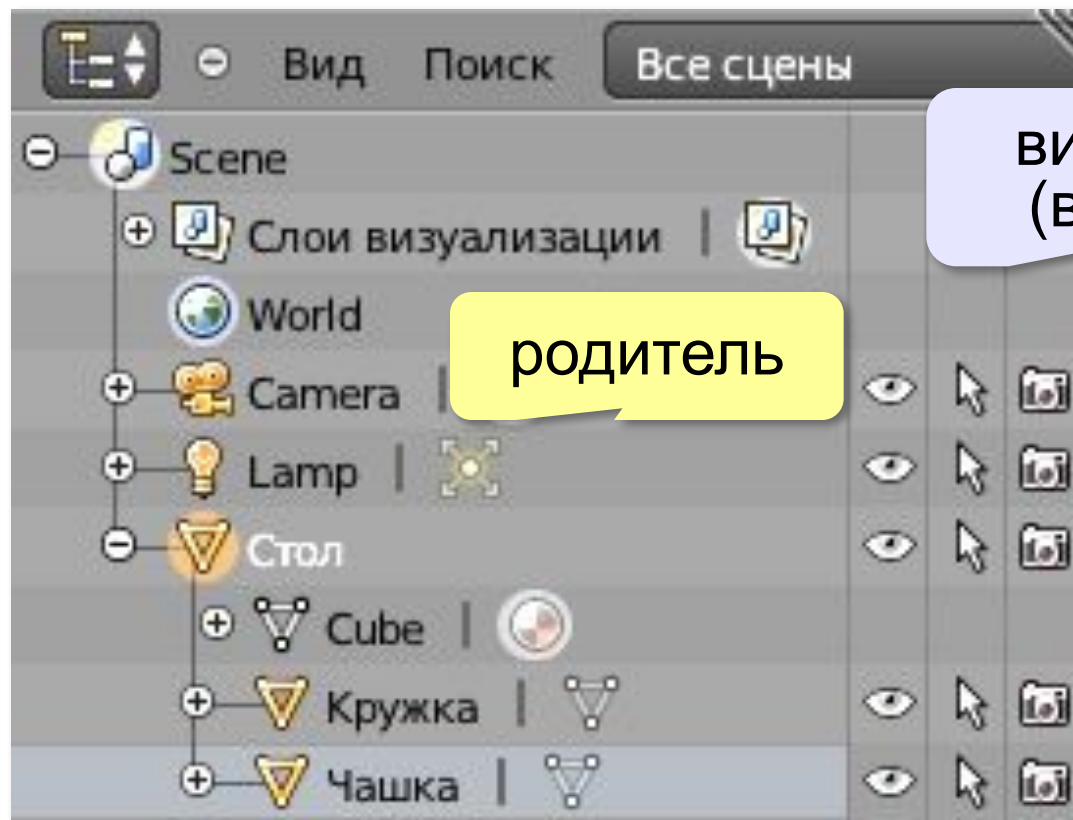 Вид Поиск Все сцены
Scene
Слои визуализации
World
родитель
Camera
Lamp
Стол
Cube
Кружка
Чашка